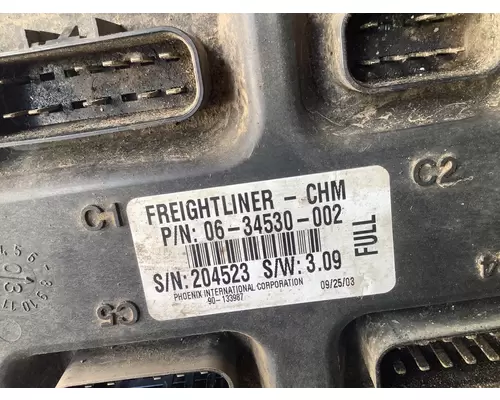 FREIGHTLINER - CHM
P/N: 06-34530-002
S/N: 204523 S/W: 3.09
FULL
PHOENIX INTERNATIONAL CORPORATION 09/25/03
90-133987
C1
C2
C5